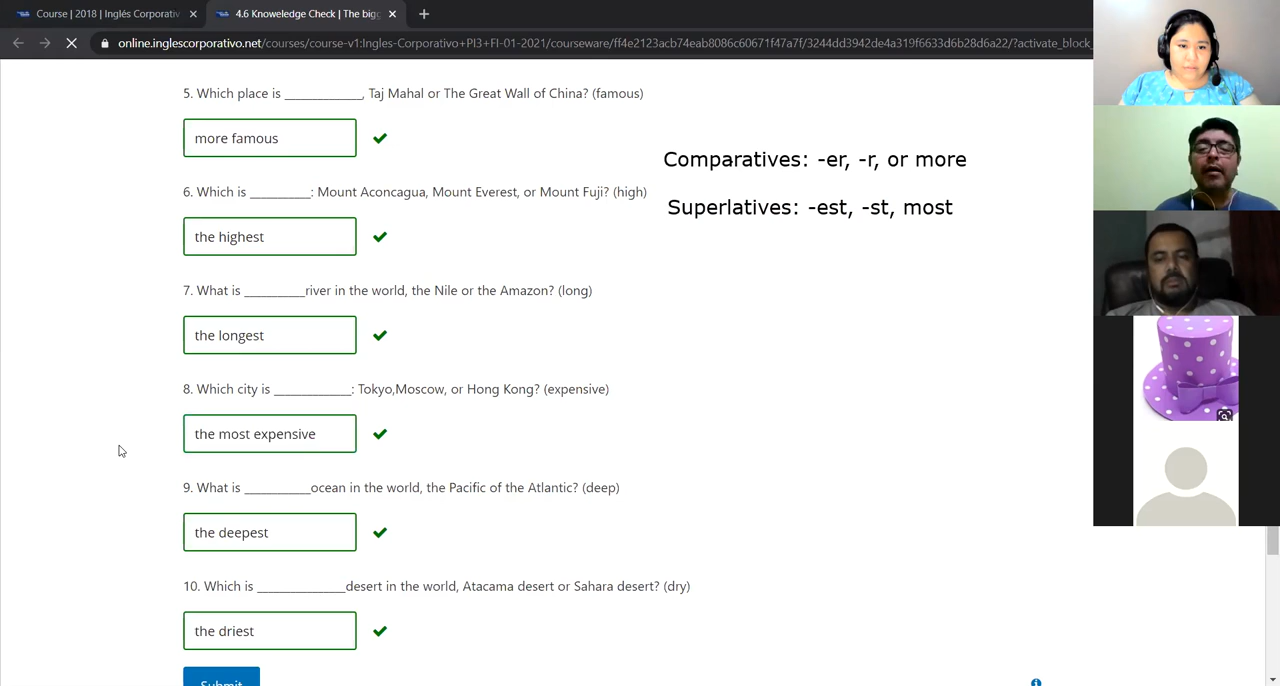 Course | 2018 | Inglés Corporativ
4.6 Knoweledge Check | The bigg
online.inglescorporativo.net/courses/course-v1:Ingles-Corporativo+PI3+FI-01-2021/courseware/ff4e2123acb74eab8086c60671f47a7f/3244dd3942de4a319f6633d6b28d6a22/?activate_block_
5. Which place is ____________, Taj Mahal or The Great Wall of China? (famous)
more famous
Comparatives: -er, -r, or more
6. Which is _________: Mount Aconcagua, Mount Everest, or Mount Fuji? (high)
Superlatives: -est, -st, most
the highest
7. What is _________river in the world, the Nile or the Amazon? (long)
the longest
8. Which city is ____________: Tokyo,Moscow, or Hong Kong? (expensive)
the most expensive
9. What is __________ocean in the world, the Pacific of the Atlantic? (deep)
the deepest
10. Which is _____________desert in the world, Atacama desert or Sahara desert? (dry)
the driest
Submit